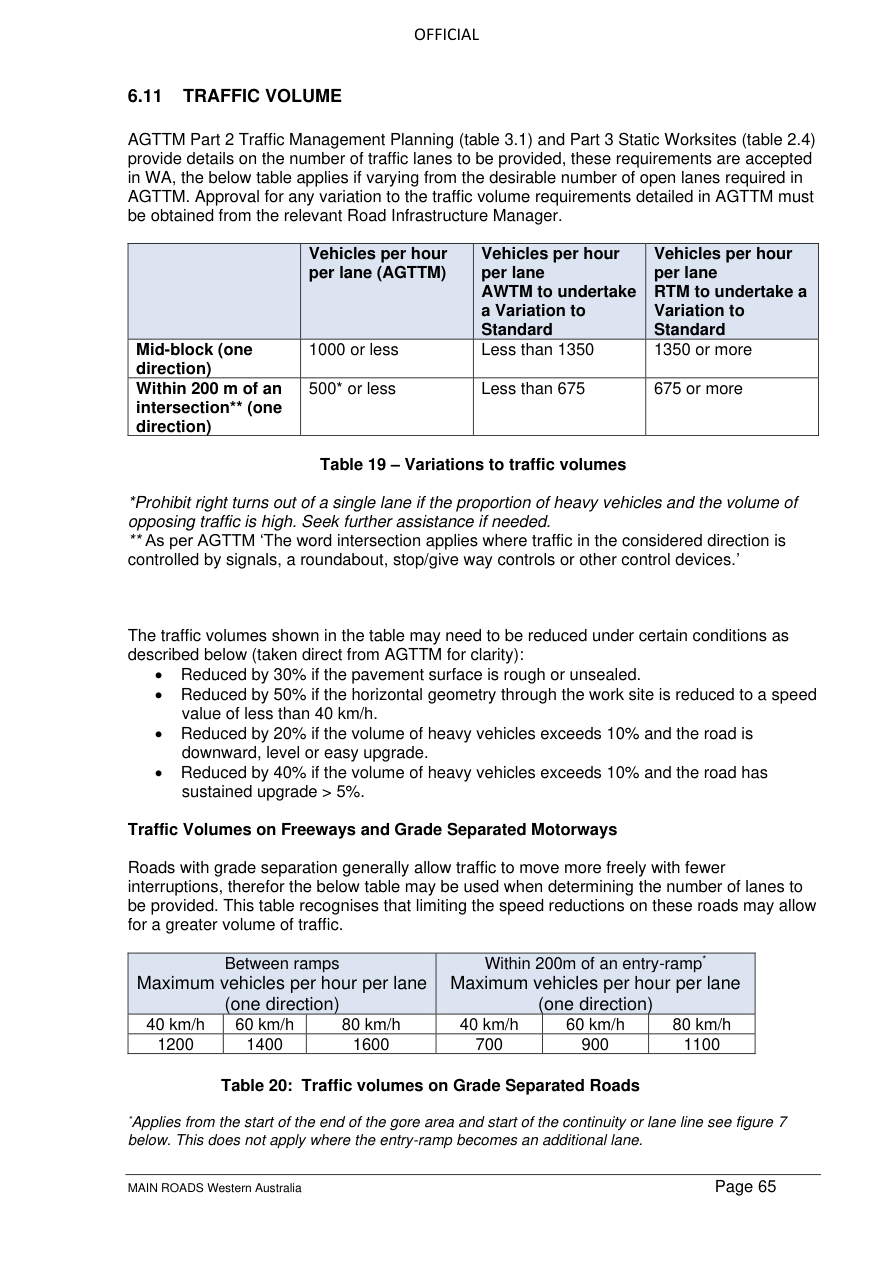 OFFICIAL
6.11 TRAFFIC VOLUME
AGTTM Part 2 Traffic Management Planning (table 3.1) and Part 3 Static Worksites (table 2.4)
provide details on the number of traffic lanes to be provided, these requirements are accepted
in WA, the below table applies if varying from the desirable number of open lanes required in
AGTTM. Approval for any variation to the traffic volume requirements detailed in AGTTM must
be obtained from the relevant Road Infrastructure Manager.
Vehicles per hour
per lane (AGTTM)
Vehicles per hour
per lane
AWTM to undertake
a Variation to
Standard
Vehicles per hour
per lane
RTM to undertake a
Variation to
Standard
Mid-block (one
direction)
1000 or less
Less than 1350
1350 or more
Within 200 m of an
intersection** (one
direction)
500* or less
Less than 675
675 or more
Table 19 – Variations to traffic volumes
*Prohibit right turns out of a single lane if the proportion of heavy vehicles and the volume of
opposing traffic is high. Seek further assistance if needed.
** As per AGTTM ‘The word intersection applies where traffic in the considered direction is
controlled by signals, a roundabout, stop/give way controls or other control devices.’
The traffic volumes shown in the table may need to be reduced under certain conditions as
described below (taken direct from AGTTM for clarity):
• Reduced by 30% if the pavement surface is rough or unsealed.
• Reduced by 50% if the horizontal geometry through the work site is reduced to a speed
value of less than 40 km/h.
• Reduced by 20% if the volume of heavy vehicles exceeds 10% and the road is
downward, level or easy upgrade.
• Reduced by 40% if the volume of heavy vehicles exceeds 10% and the road has
sustained upgrade > 5%.
Traffic Volumes on Freeways and Grade Separated Motorways
Roads with grade separation generally allow traffic to move more freely with fewer
interruptions, therefor the below table may be used when determining the number of lanes to
be provided. This table recognises that limiting the speed reductions on these roads may allow
for a greater volume of traffic.
Between ramps
Maximum vehicles per hour per lane
(one direction)
Within 200m of an entry-ramp*
Maximum vehicles per hour per lane
(one direction)
40 km/h 60 km/h 80 km/h 40 km/h 60 km/h 80 km/h
1200 1400 1600 700 900 1100
Table 20: Traffic volumes on Grade Separated Roads
*Applies from the start of the end of the gore area and start of the continuity or lane line see figure 7
below. This does not apply where the entry-ramp becomes an additional lane.
MAIN ROADS Western Australia Page 65